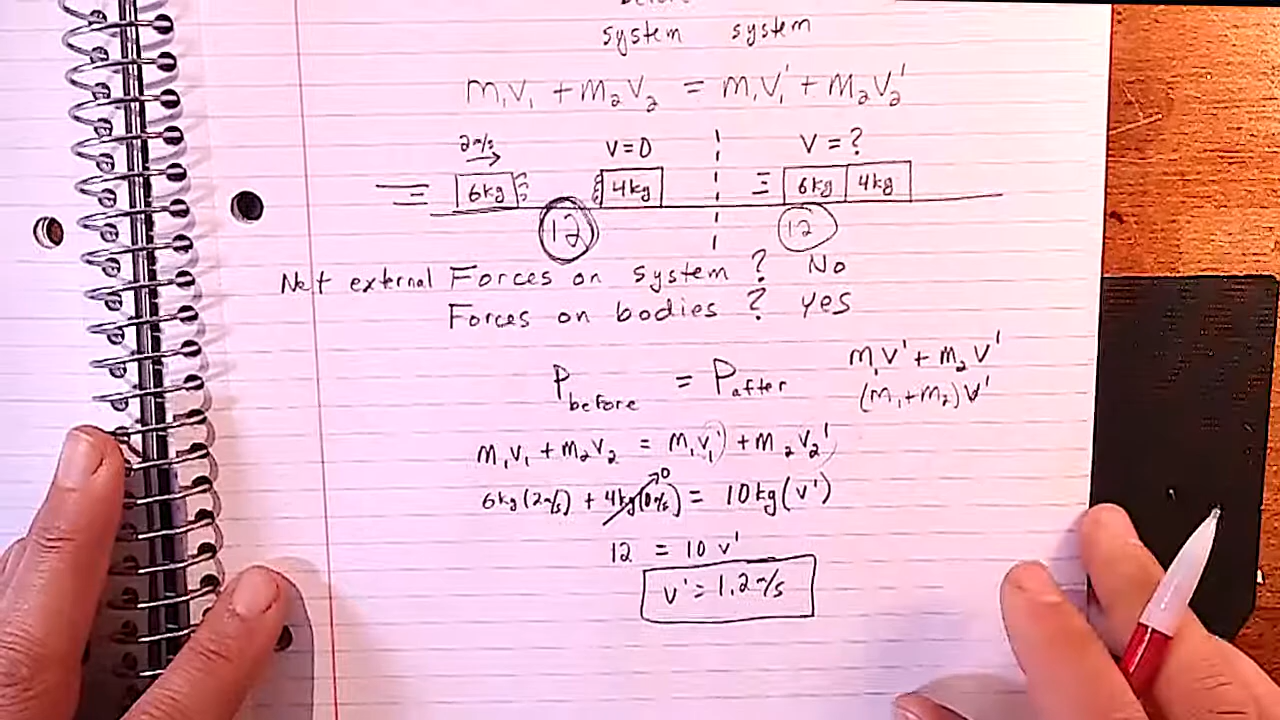 system system
m₁v₁ + m₂v₂ = m₁v₁' + m₂v₂'
2m/s v=0 v=?
6kg 4kg 6kg 4kg
12 12
Net external Forces on system? No
Forces on bodies? yes
P before = P after
m₁v' + m₂v'
(m₁+m₂)v'
m₁v₁ + m₂v₂ = m₁v₁' + m₂v₂'
6kg(2m/s) + 4kg(0m/s) = 10kg(v')
0
12 = 10 v'
v' = 1.2m/s